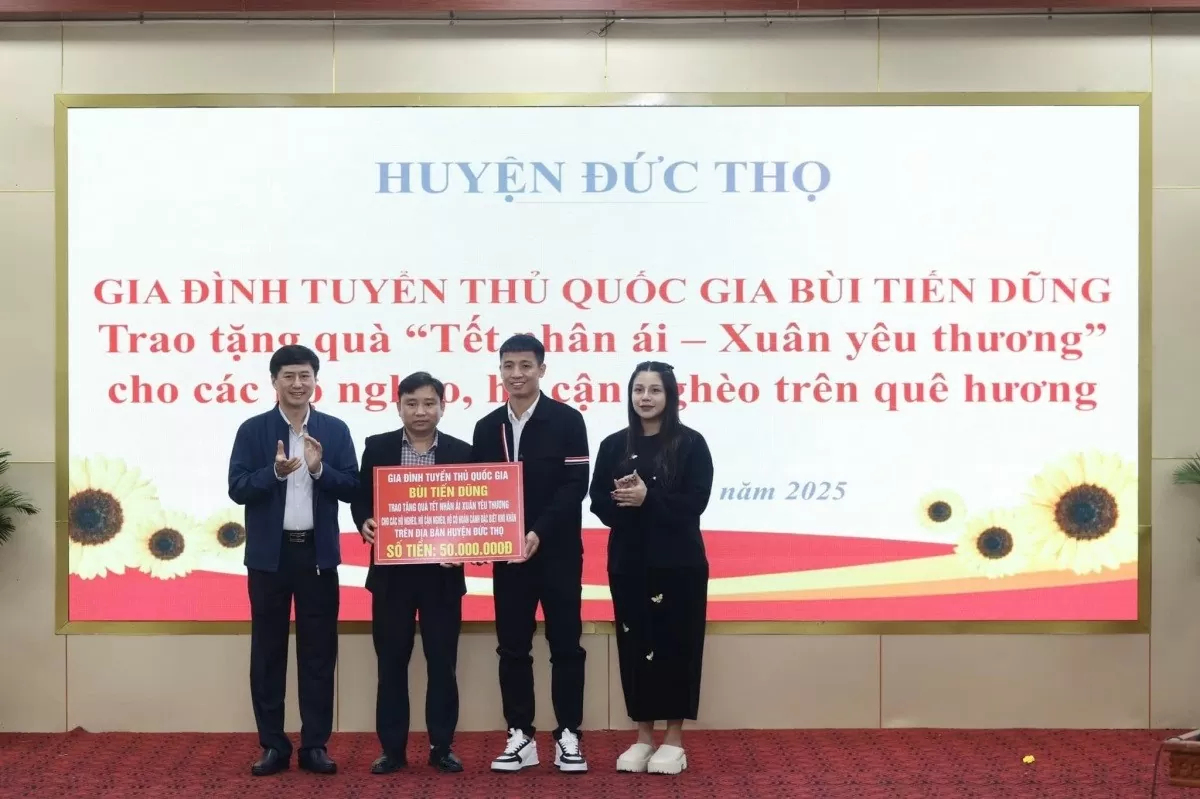 HUYỆN ĐỨC THỌ
GIA ĐÌNH TUYỂN THỦ QUỐC GIA BÙI TIẾN DŨNG
Trao tặng quà “Tết nhân ái – Xuân yêu thương”
cho các hộ nghèo, hộ cận nghèo trên quê hương
năm 2025
GIA ĐÌNH TUYỂN THỦ QUỐC GIA
BÙI TIẾN DŨNG
TRAO TẶNG QUÀ TẾT NHÂN ÁI XUÂN YÊU THƯƠNG
CHO CÁC HỘ NGHÈO, HỘ CẬN NGHÈO, HỘ CÓ HOÀN CẢNH ĐẶC BIỆT KHÓ KHĂN
TRÊN ĐỊA BÀN HUYỆN ĐỨC THỌ
SỐ TIỀN: 50.000.000Đ